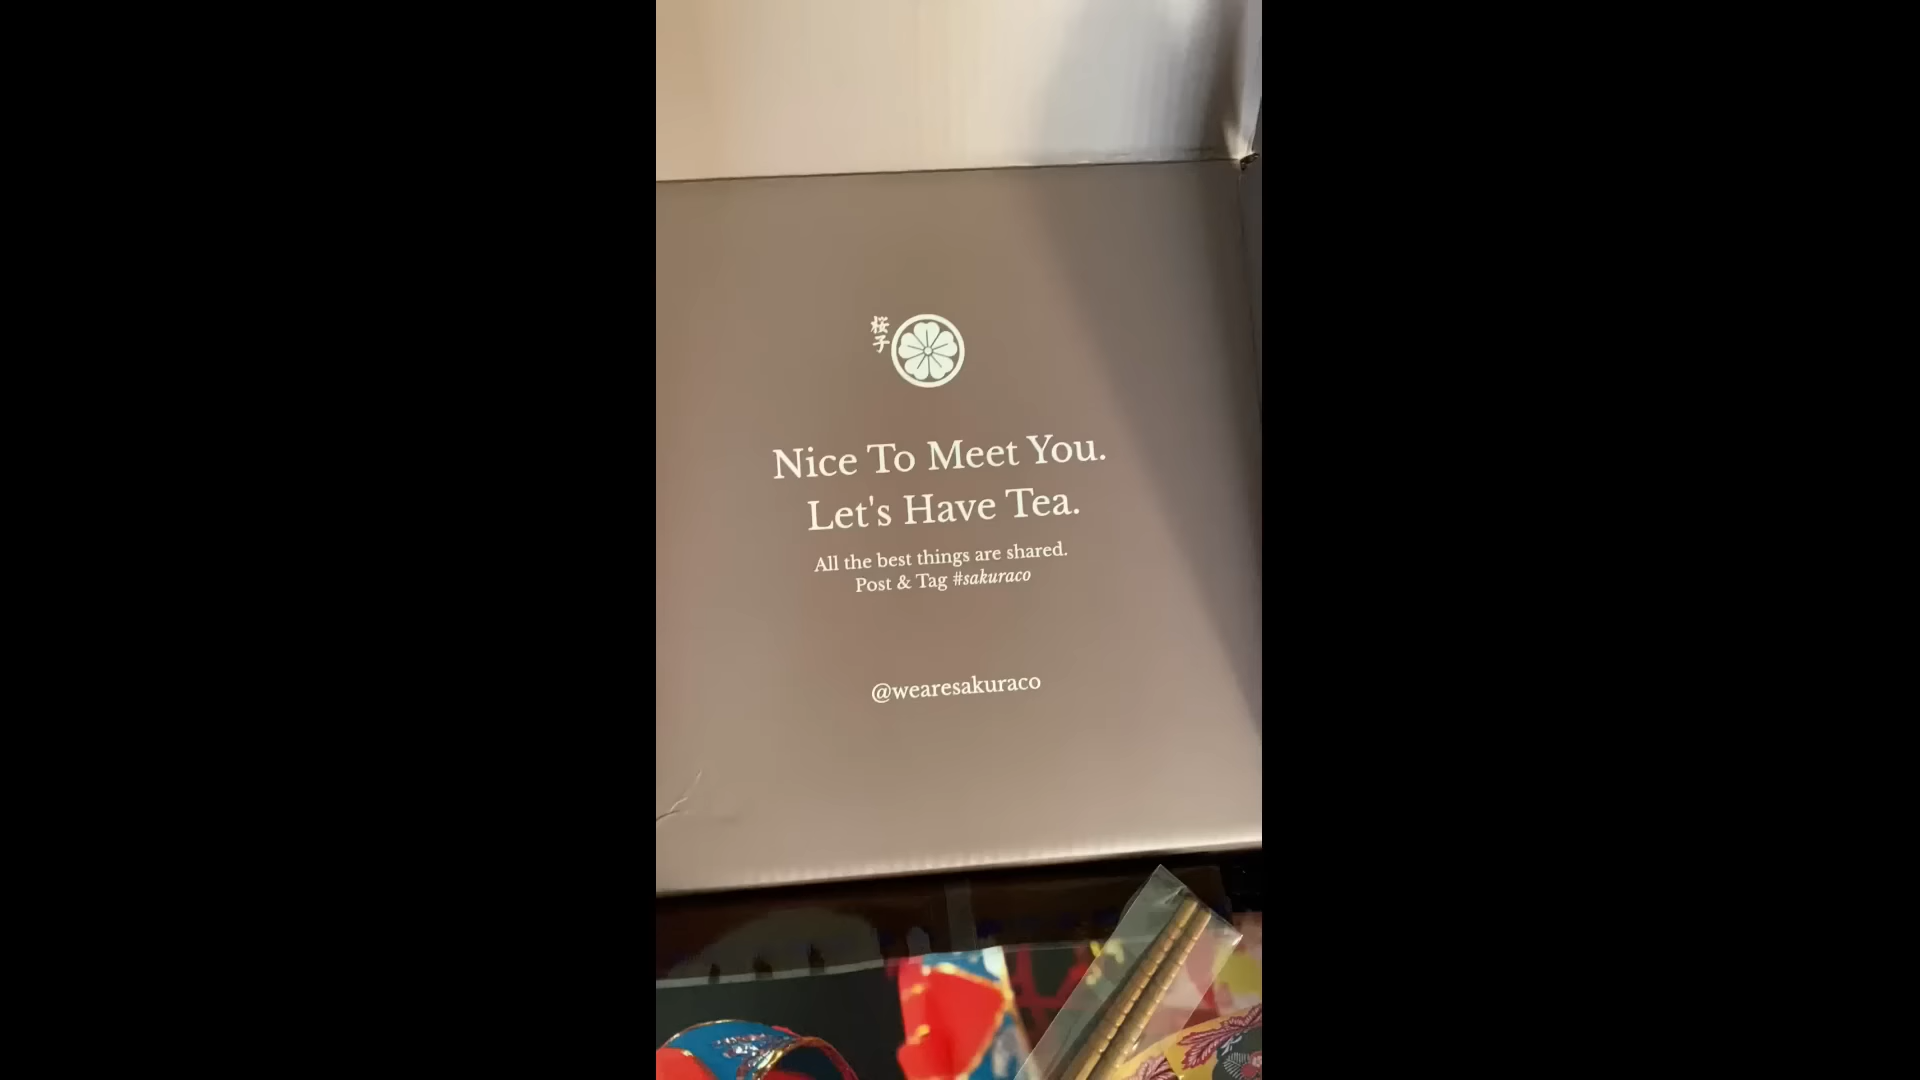 桜子
Nice To Meet You.
Let's Have Tea.
All the best things are shared.
Post & Tag #sakuraco
@wearesakuraco